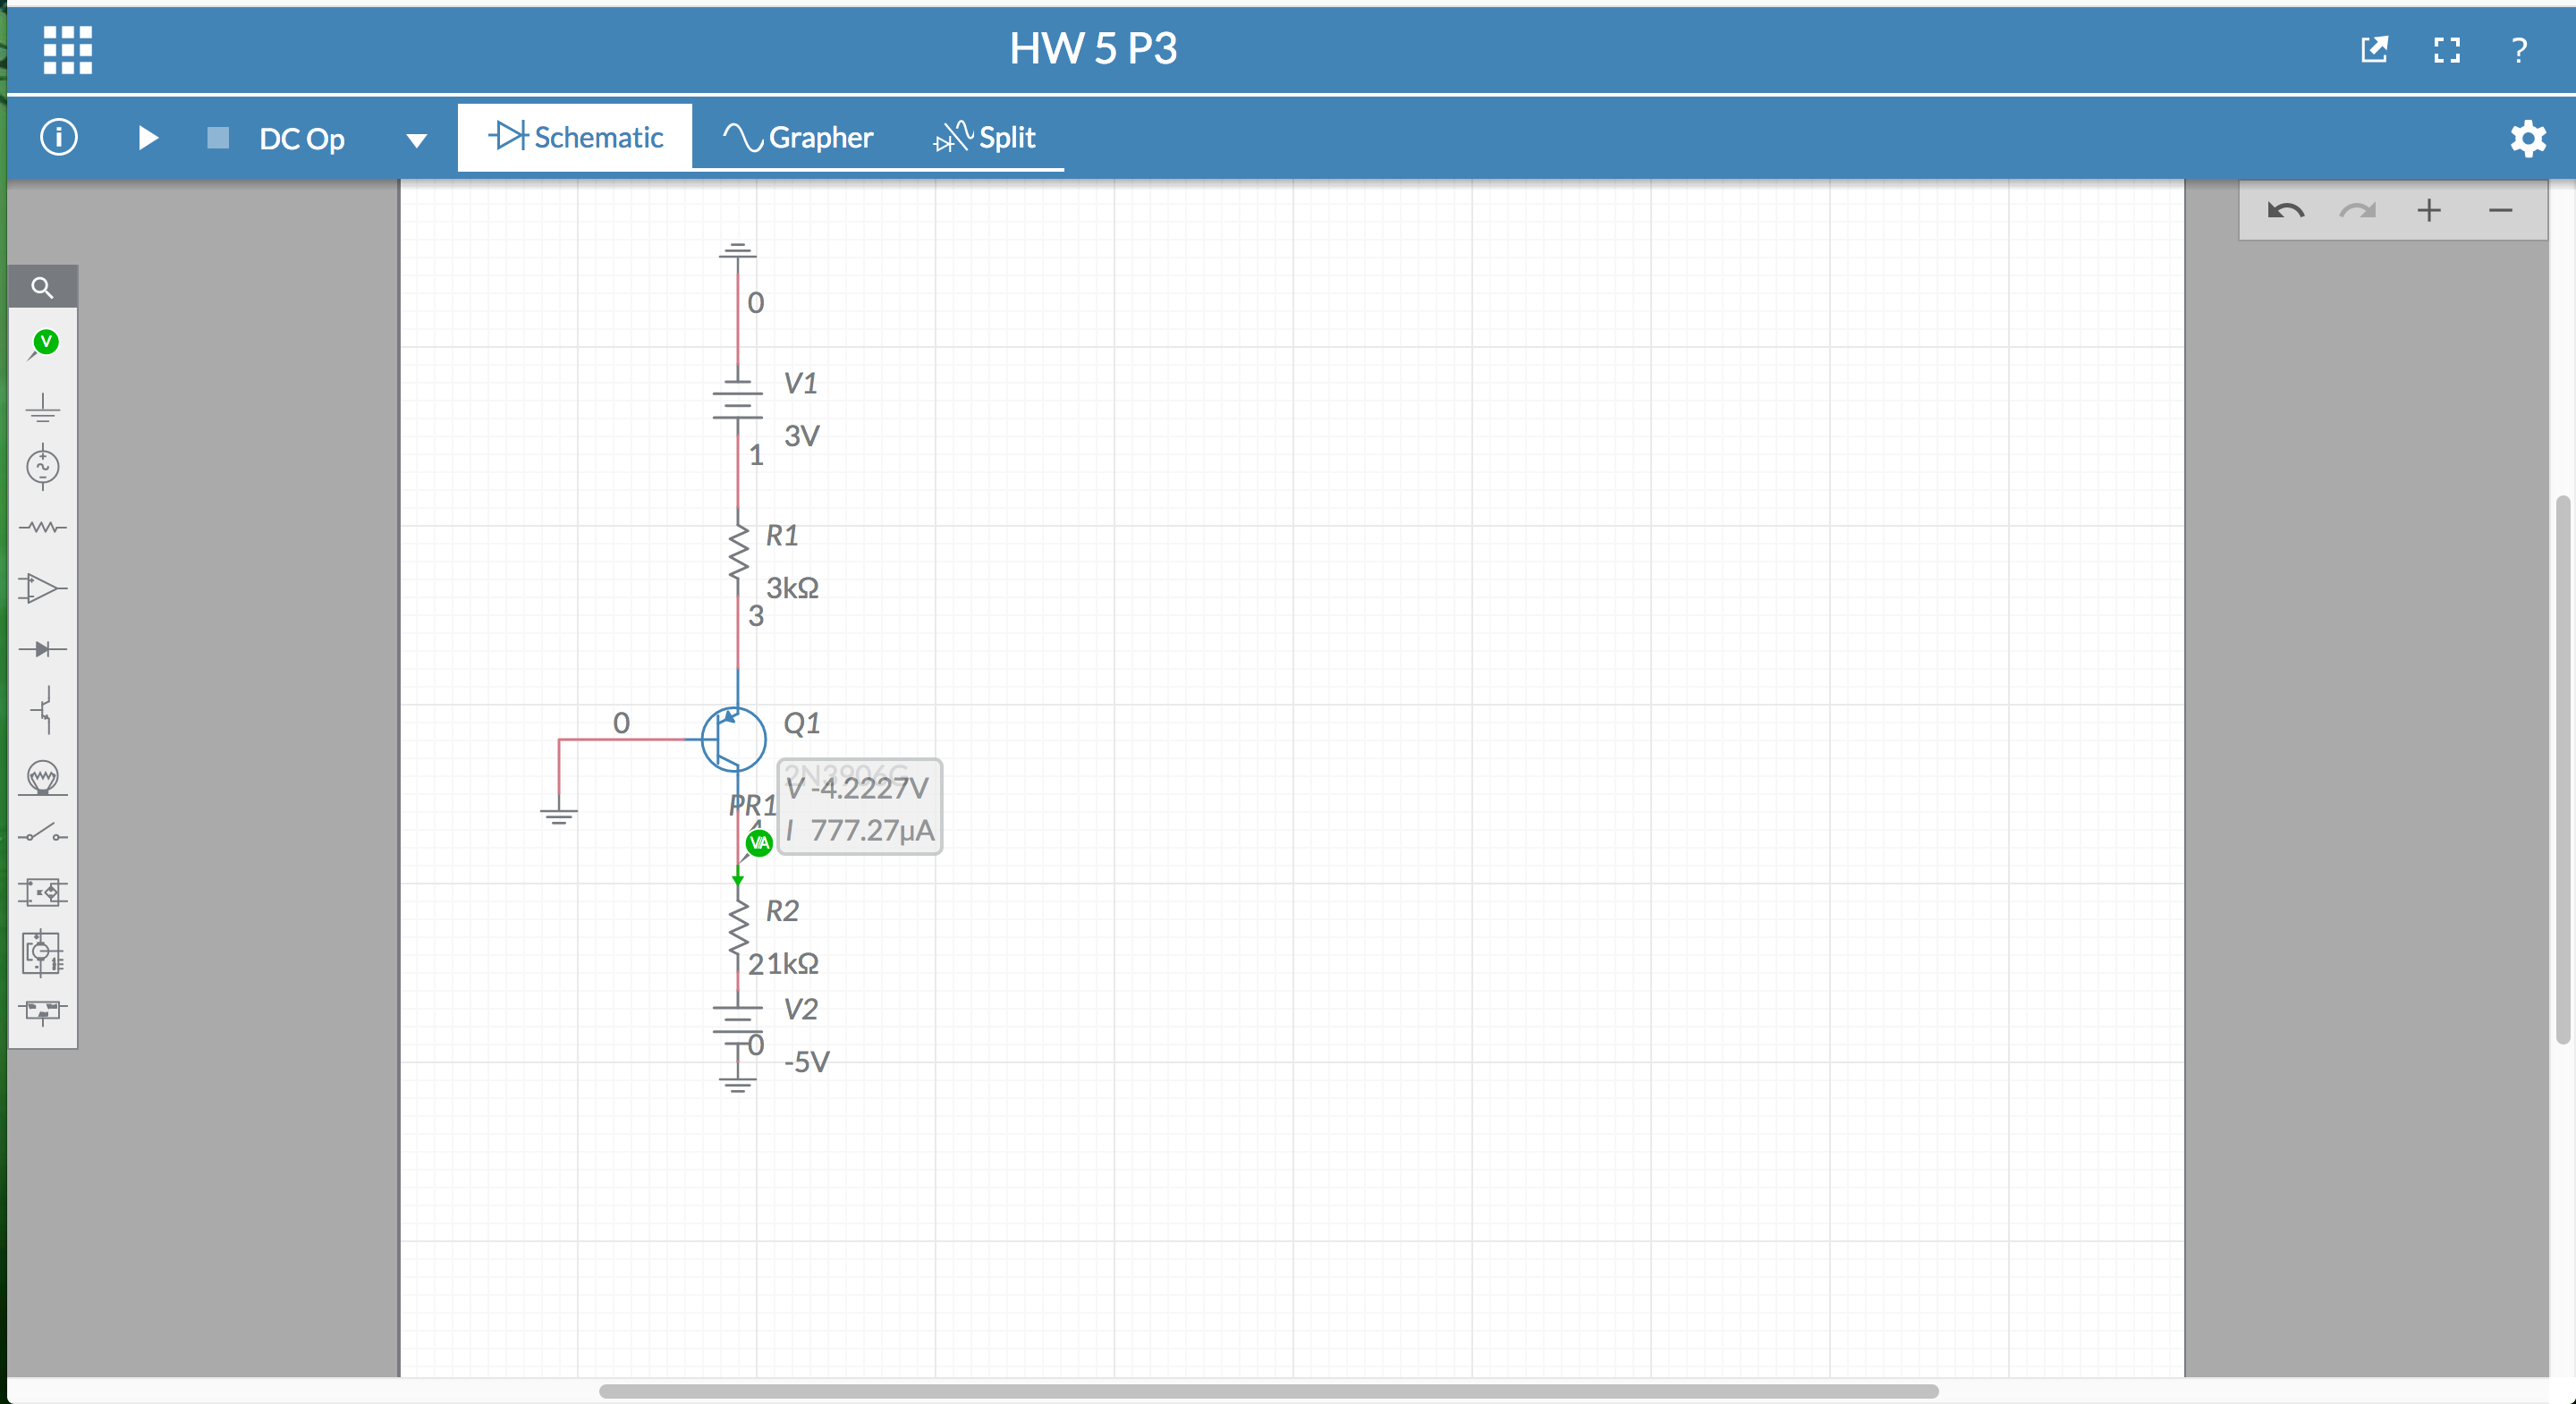 HW 5 P3
?
i
DC Op
Schematic
Grapher
Split
V
0
V1
3V
1
R1
3kΩ
3
0
Q1
2N3906G
V -4.2227V
PR1
4
I 777.27µA
VA
R2
2
1kΩ
V2
0
-5V